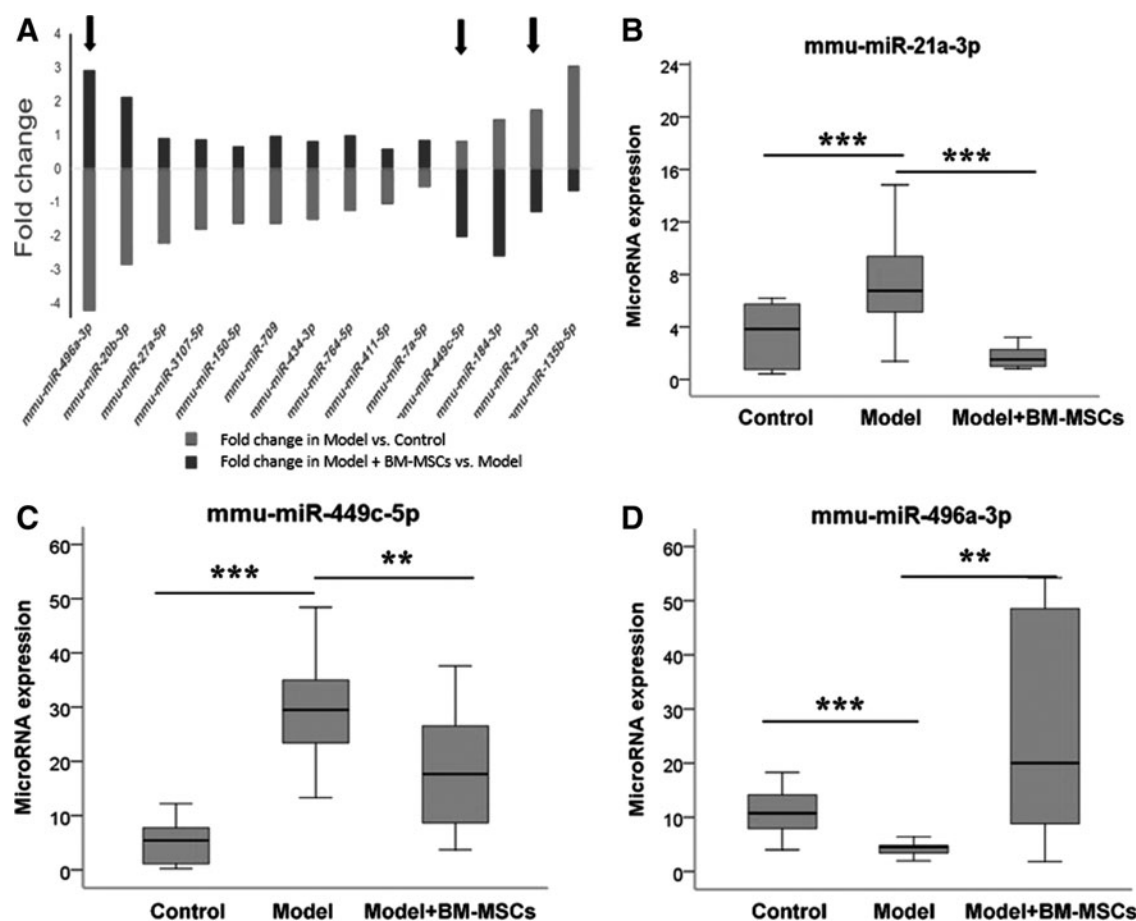 A
Fold change
4
3
2
1
0
-1
-2
-3
-4
mmu-miR-496a-3p
mmu-miR-20b-3p
mmu-miR-27a-5p
mmu-miR-3107-5p
mmu-miR-150-5p
mmu-miR-709
mmu-miR-434-3p
mmu-miR-764-5p
mmu-miR-411-5p
mmu-miR-7a-5p
mmu-miR-449c-5p
mmu-miR-184-3p
mmu-miR-21a-3p
mmu-miR-135b-5p
Fold change in Model vs. Control
Fold change in Model + BM-MSCs vs. Model
B
mmu-miR-21a-3p
MicroRNA expression
24
20
16
12
8
4
0
***
***
Control Model Model+BM-MSCs
C
mmu-miR-449c-5p
MicroRNA expression
60
50
40
30
20
10
0
***
**
Control Model Model+BM-MSCs
D
mmu-miR-496a-3p
MicroRNA expression
60
50
40
30
20
10
0
***
**
Control Model Model+BM-MSCs